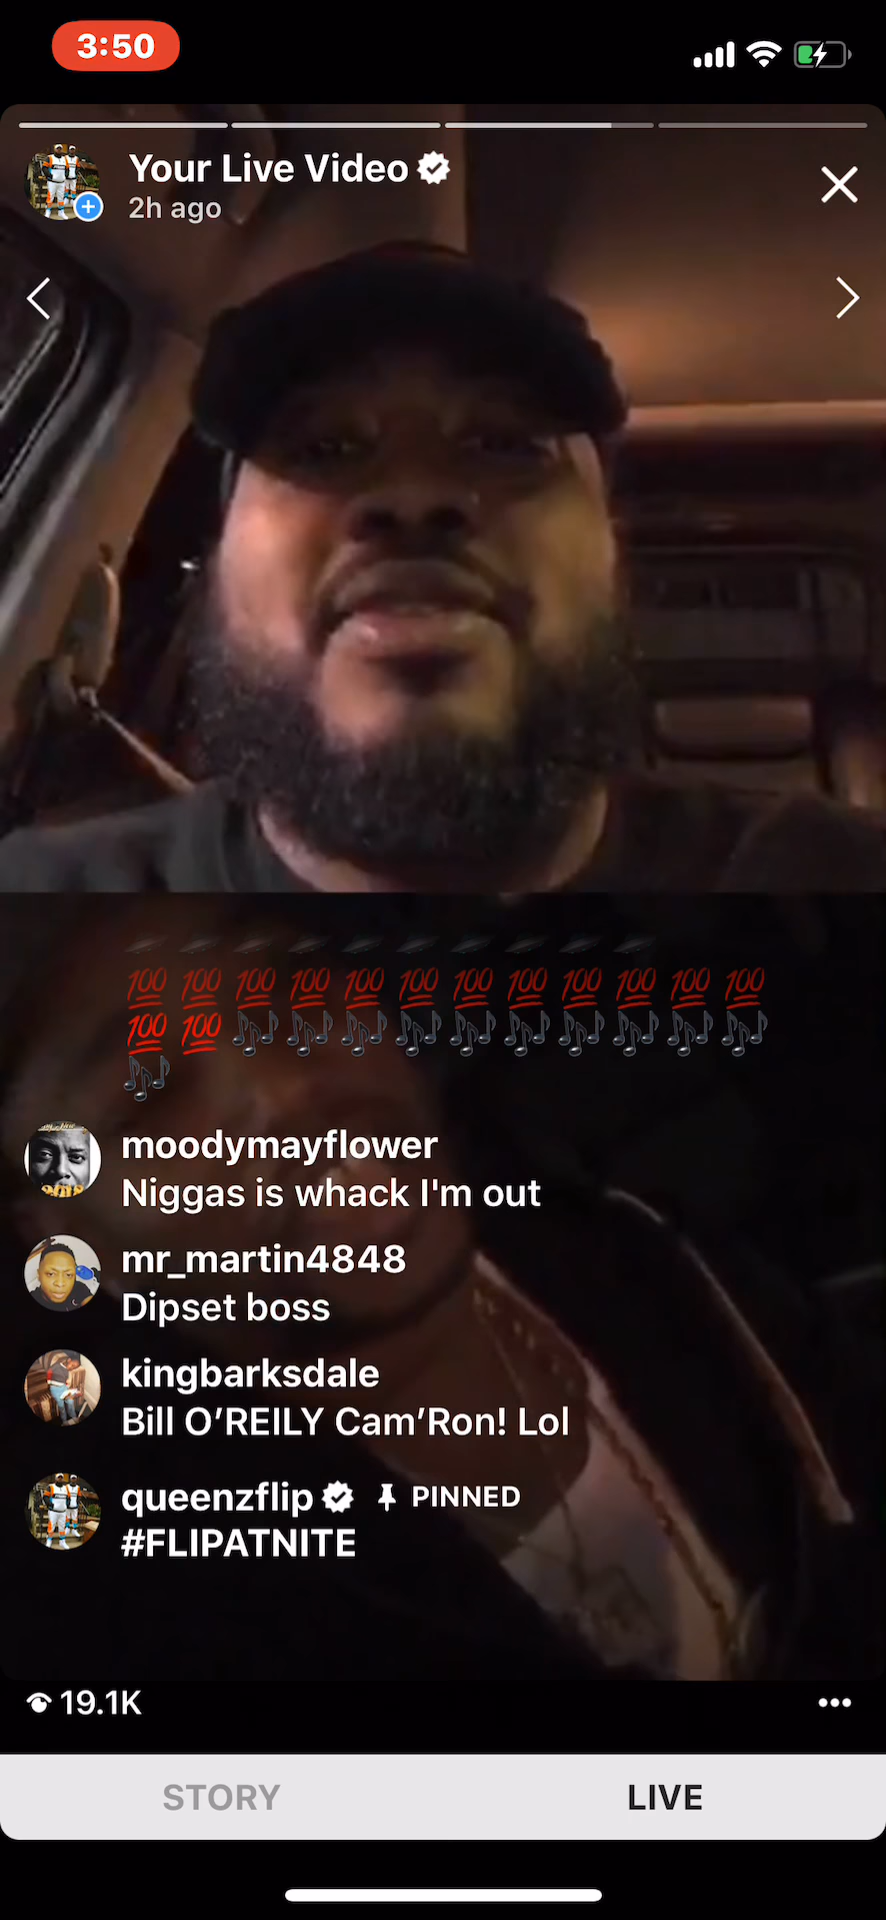 3:50
Your Live Video
2h ago
💯💯💯💯💯💯💯💯💯💯💯💯
💯💯🎶🎶🎶🎶🎶🎶🎶🎶🎶🎶
🎶
moodymayflower
Niggas is whack I'm out
mr_martin4848
Dipset boss
kingbarksdale
Bill O’REILY Cam’Ron! Lol
queenzflip PINNED
#FLIPATNITE
19.1K
STORY LIVE